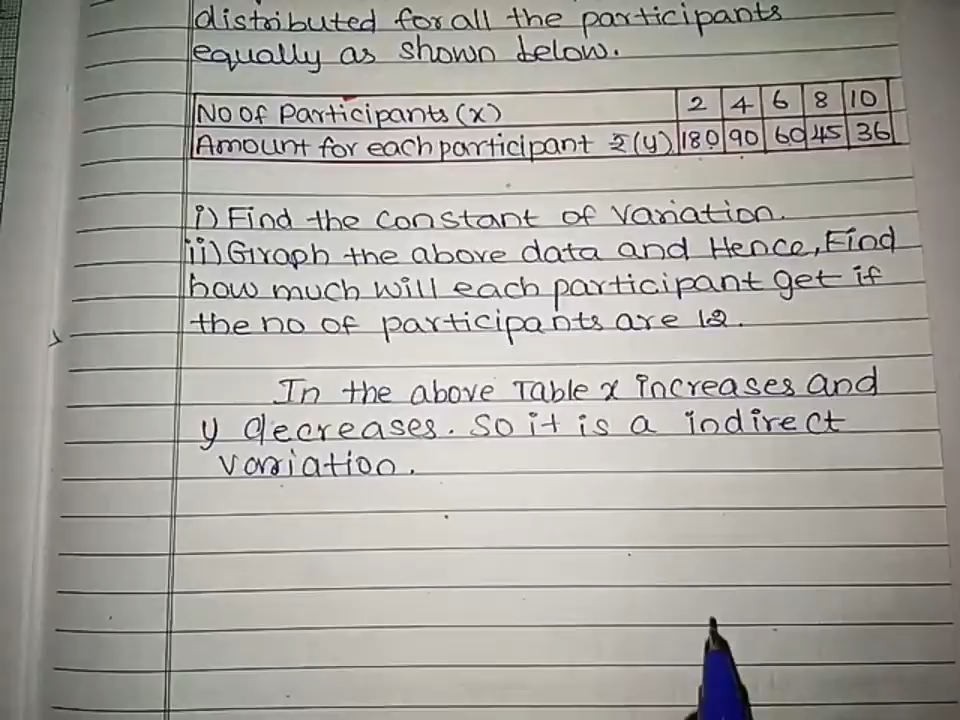 distributed for all the participants
equally as shown below.
No of Participants (x) 2 4 6 8 10
Amount for each participant ₹ (y) 180 90 60 45 36
i) Find the constant of variation.
ii) Graph the above data and Hence, Find
how much will each participant get if
the no of participants are 12.
In the above Table x increases and
y decreases. So it is a indirect
variation.